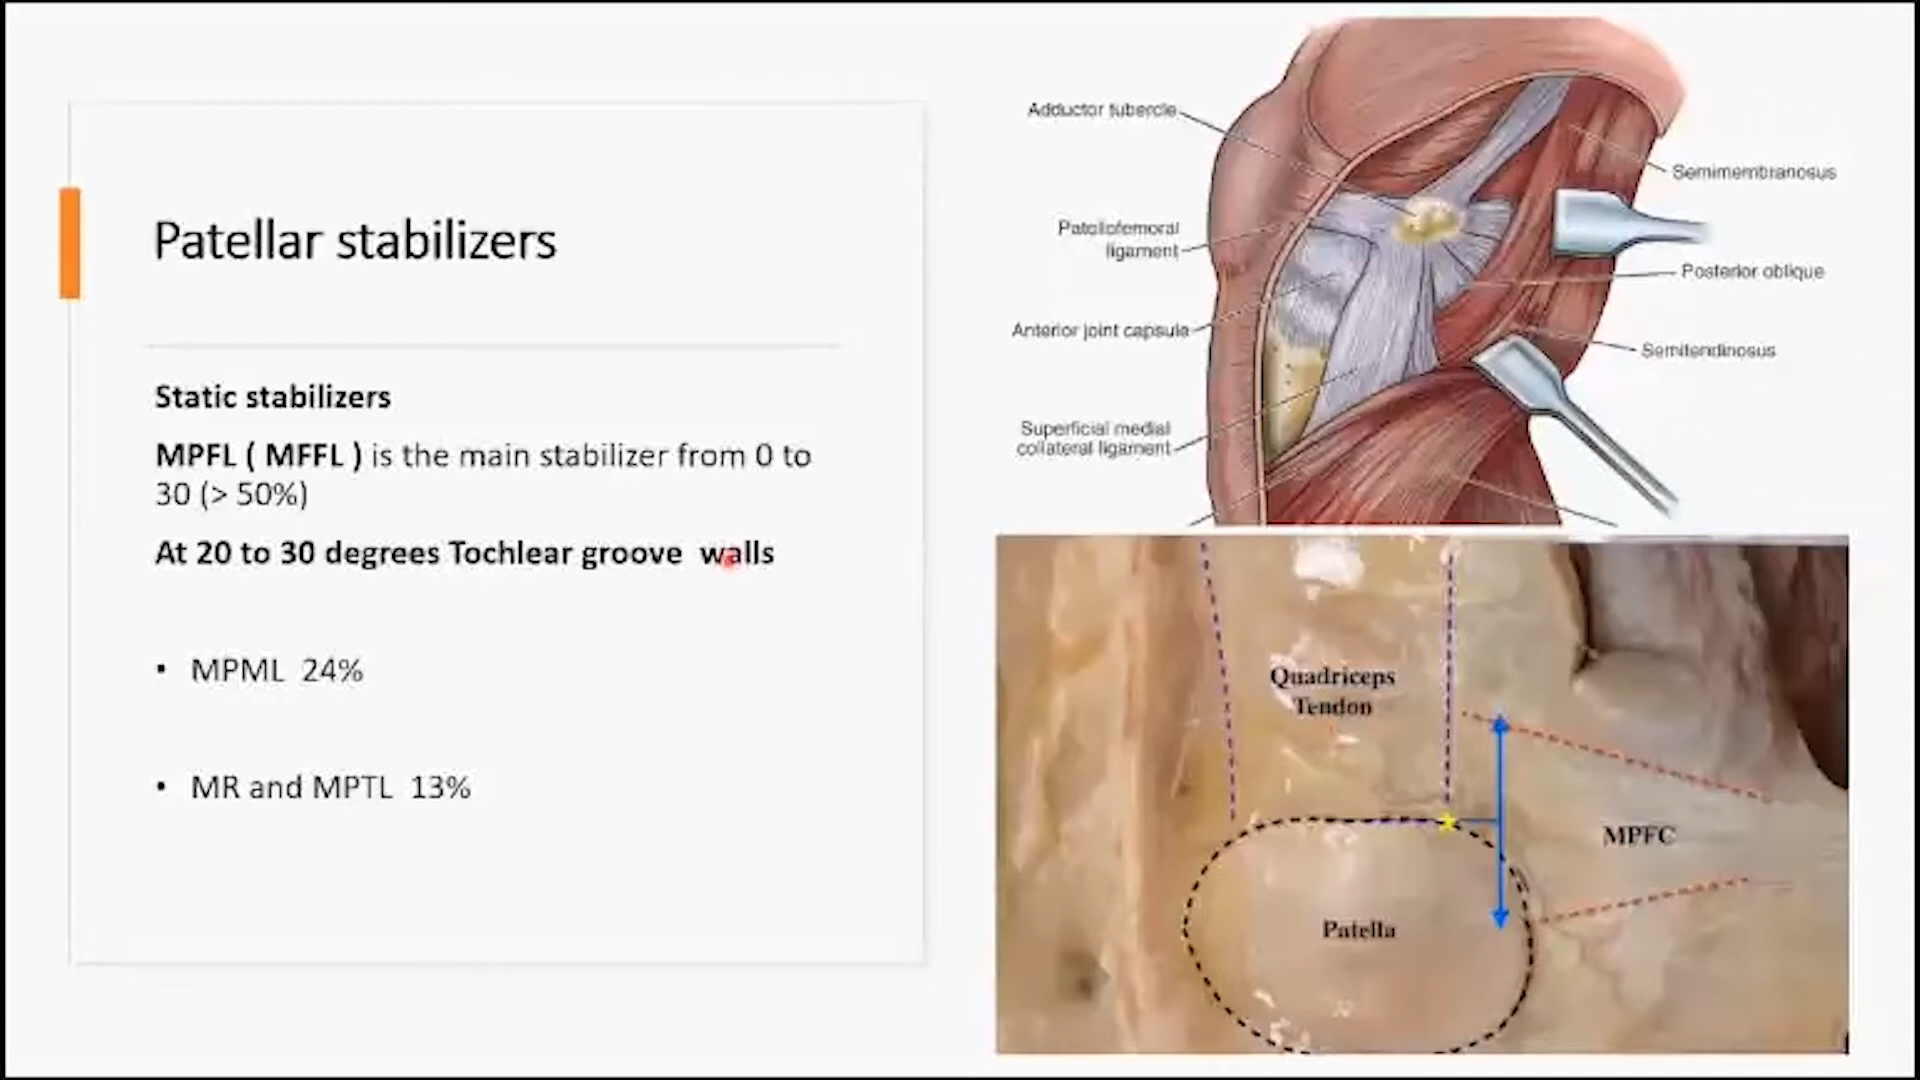 Patellar stabilizers
Static stabilizers
MPFL ( MFFL ) is the main stabilizer from 0 to
30 (> 50%)
At 20 to 30 degrees Tochlear groove walls
• MPML 24%
• MR and MPTL 13%
Adductor tubercle
Semimembranosus
Patellofemoral
ligament
Posterior oblique
Anterior joint capsule
Semitendinosus
Superficial medial
collateral ligament
Quadriceps
Tendon
MPFC
Patella